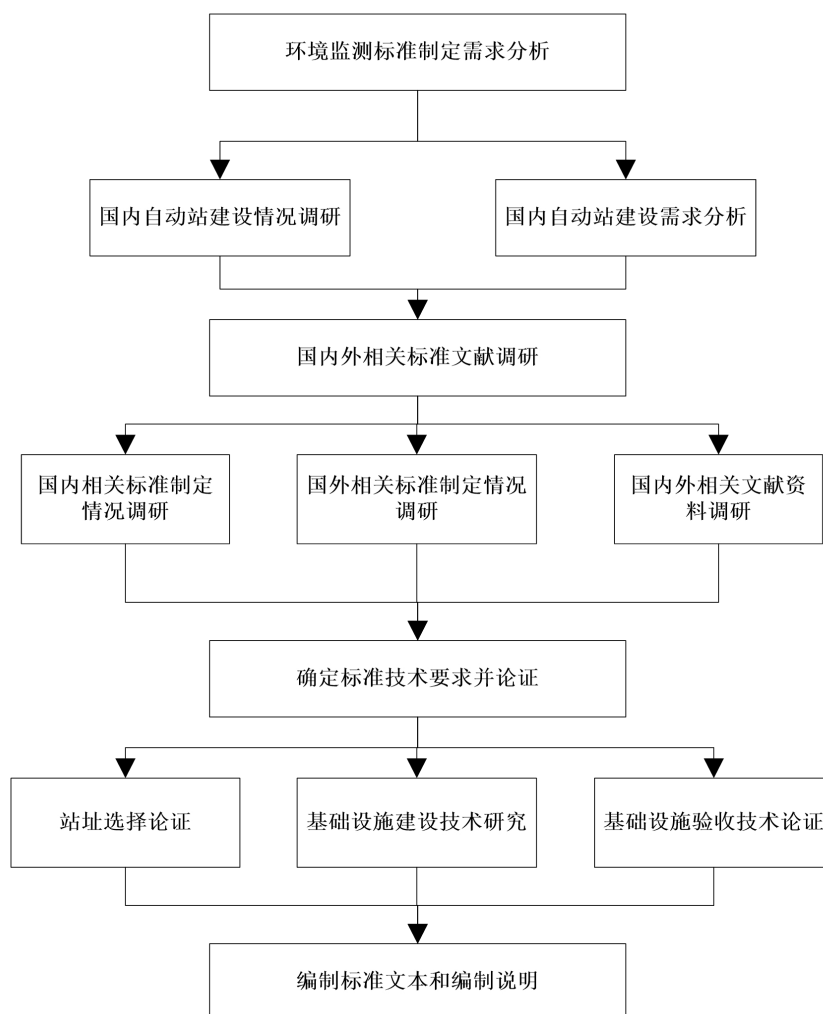 环境监测标准制定需求分析
国内自动站建设情况调研
国内自动站建设需求分析
国内外相关标准文献调研
国内相关标准制定
情况调研
国外相关标准制定情况
调研
国内外相关文献资
料调研
确定标准技术要求并论证
站址选择论证
基础设施建设技术研究
基础设施验收技术论证
编制标准文本和编制说明